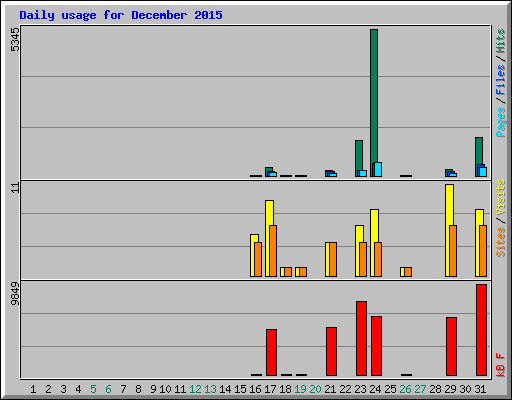 Daily usage for December 2015
5345
Pages / Files / Hits
11
Sites / Visits
9849
kB F
1 2 3 4 5 6 7 8 9 10 11 12 13 14 15 16 17 18 19 20 21 22 23 24 25 26 27 28 29 30 31